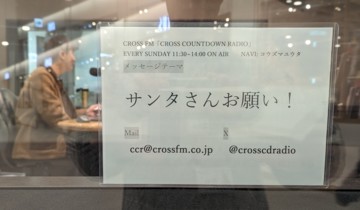 CROSS FM「CROSS COUNTDOWN RADIO」
EVERY SUNDAY 11:30~14:00 ON AIR NAVI: コウズマユウタ
メッセージテーマ
サンタさんお願い！
Mail X
ccr@crossfm.co.jp @crosscdradio